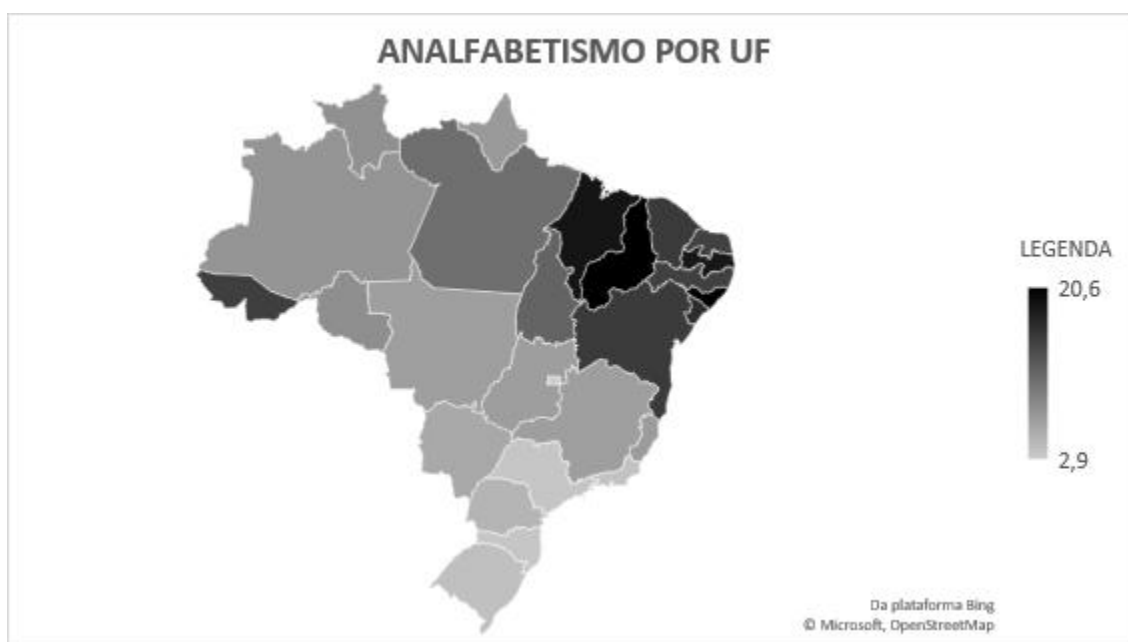 ANALFABETISMO POR UF
LEGENDA
20,6
2,9
Da plataforma Bing
© Microsoft, OpenStreetMap